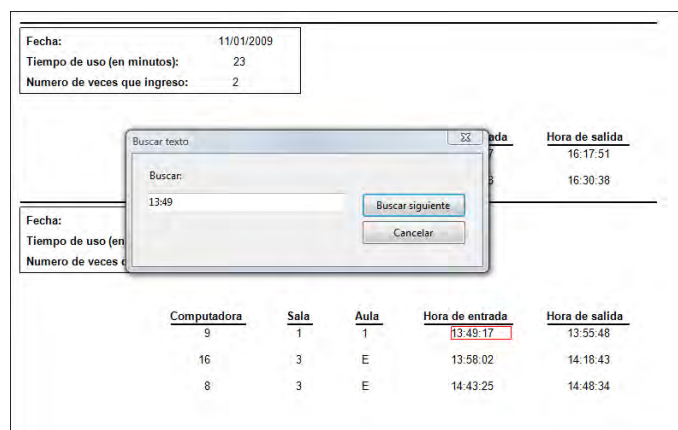 Fecha: 11/01/2009
Tiempo de uso (en minutos): 23
Numero de veces que ingreso: 2
Buscar texto
ada Hora de salida
7 16:17:51
Buscar:
3 16:30:38
13:49 Buscar siguiente
Cancelar
Fecha:
Tiempo de uso (en
Numero de veces
Computadora Sala Aula Hora de entrada Hora de salida
9 1 1 13:49:17 13:55:48
16 3 E 13:58:02 14:18:43
8 3 E 14:43:25 14:48:34